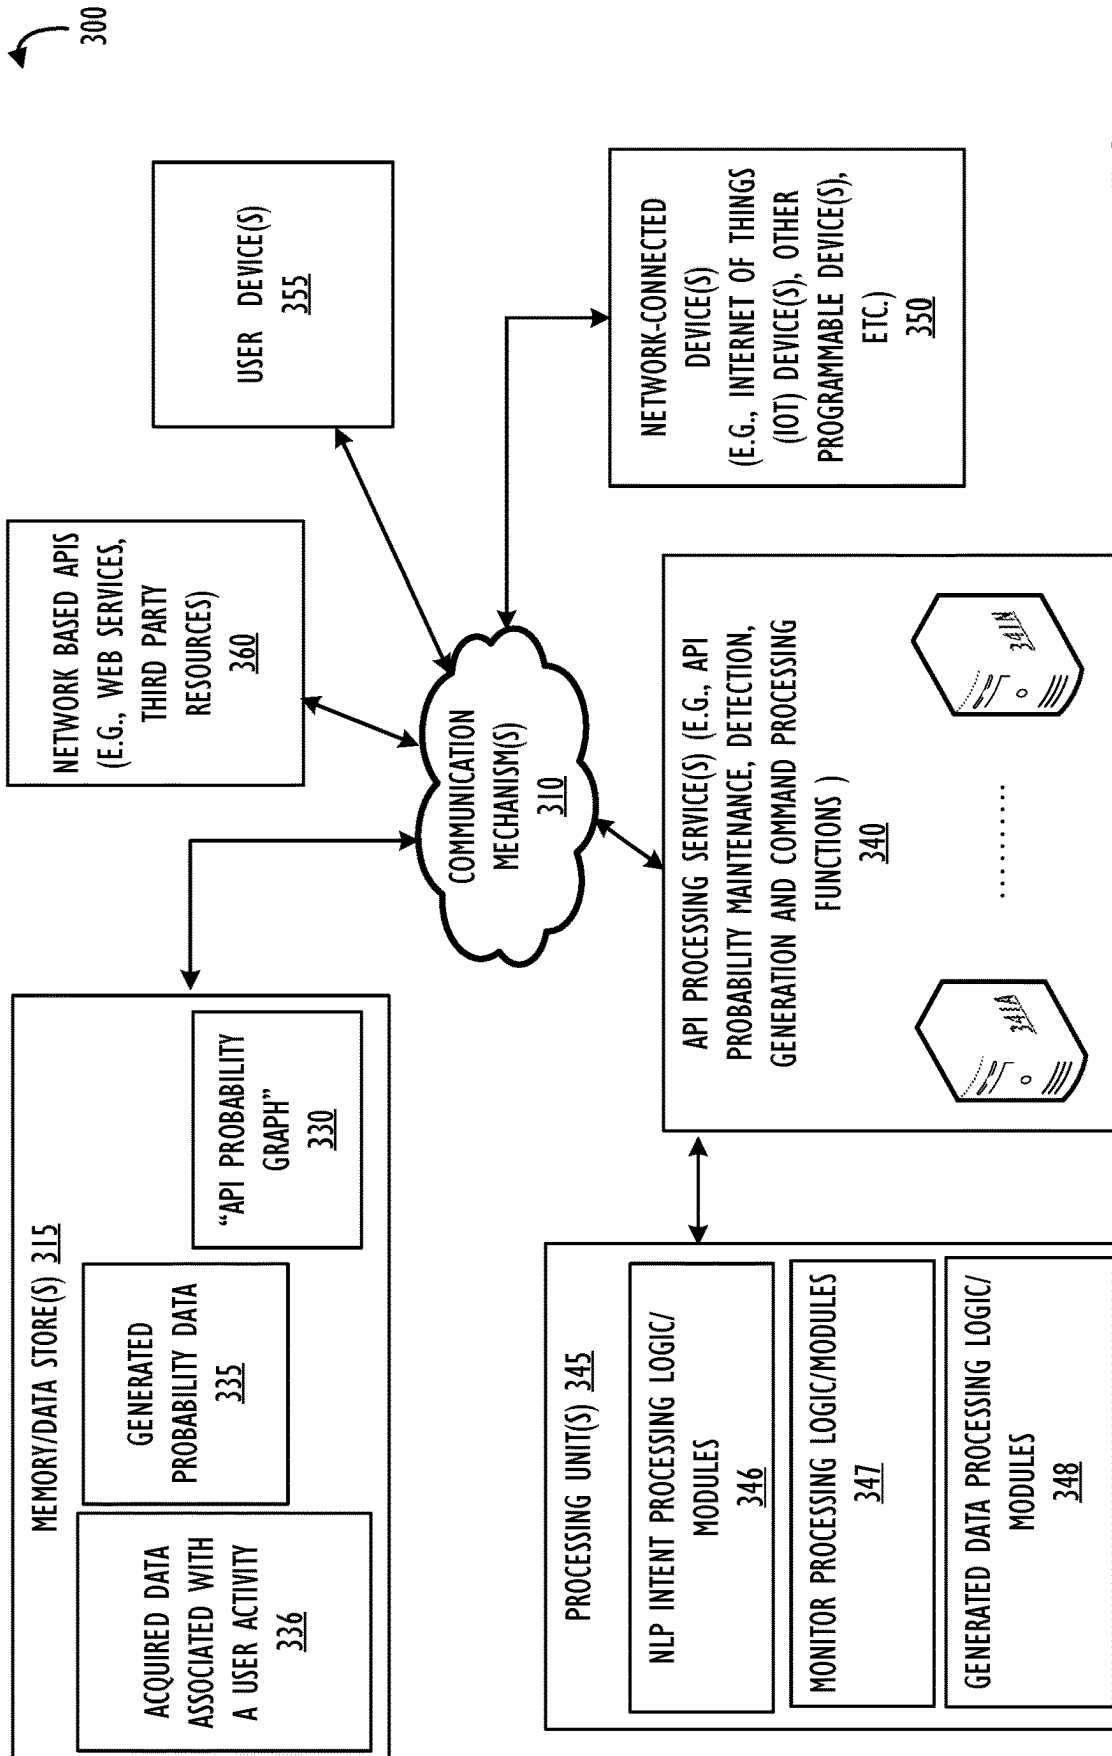 300
MEMORY/DATA STORE(S) 315
ACQUIRED DATA
ASSOCIATED WITH
A USER ACTIVITY
336
GENERATED
PROBABILITY DATA
335
“API PROBABILITY
GRAPH”
330
NETWORK BASED APIS
(E.G., WEB SERVICES,
THIRD PARTY
RESOURCES)
360
USER DEVICE(S)
355
COMMUNICATION
MECHANISM(S)
310
PROCESSING UNIT(S) 345
NLP INTENT PROCESSING LOGIC/
MODULES
346
MONITOR PROCESSING LOGIC/MODULES
347
GENERATED DATA PROCESSING LOGIC/
MODULES
348
API PROCESSING SERVICE(S) (E.G., API
PROBABILITY MAINTENANCE, DETECTION,
GENERATION AND COMMAND PROCESSING
FUNCTIONS )
340
341A
..........
341N
NETWORK-CONNECTED
DEVICE(S)
(E.G., INTERNET OF THINGS
(IOT) DEVICE(S), OTHER
PROGRAMMABLE DEVICE(S),
ETC.)
350